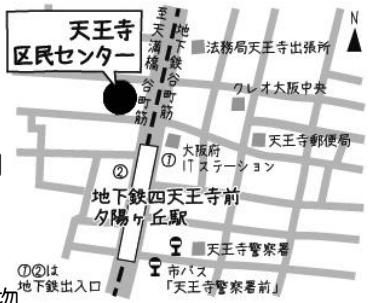 天王寺
区民センター
至天満橋
地下鉄谷町筋
谷町筋
N
法務局天王寺出張所
クレオ大阪中央
天王寺郵便局
①
大阪府
ITステーション
②
地下鉄四天王寺前
夕陽ヶ丘駅
天王寺警察署
市バス
「天王寺警察署前」
①②は
地下鉄出入口
物